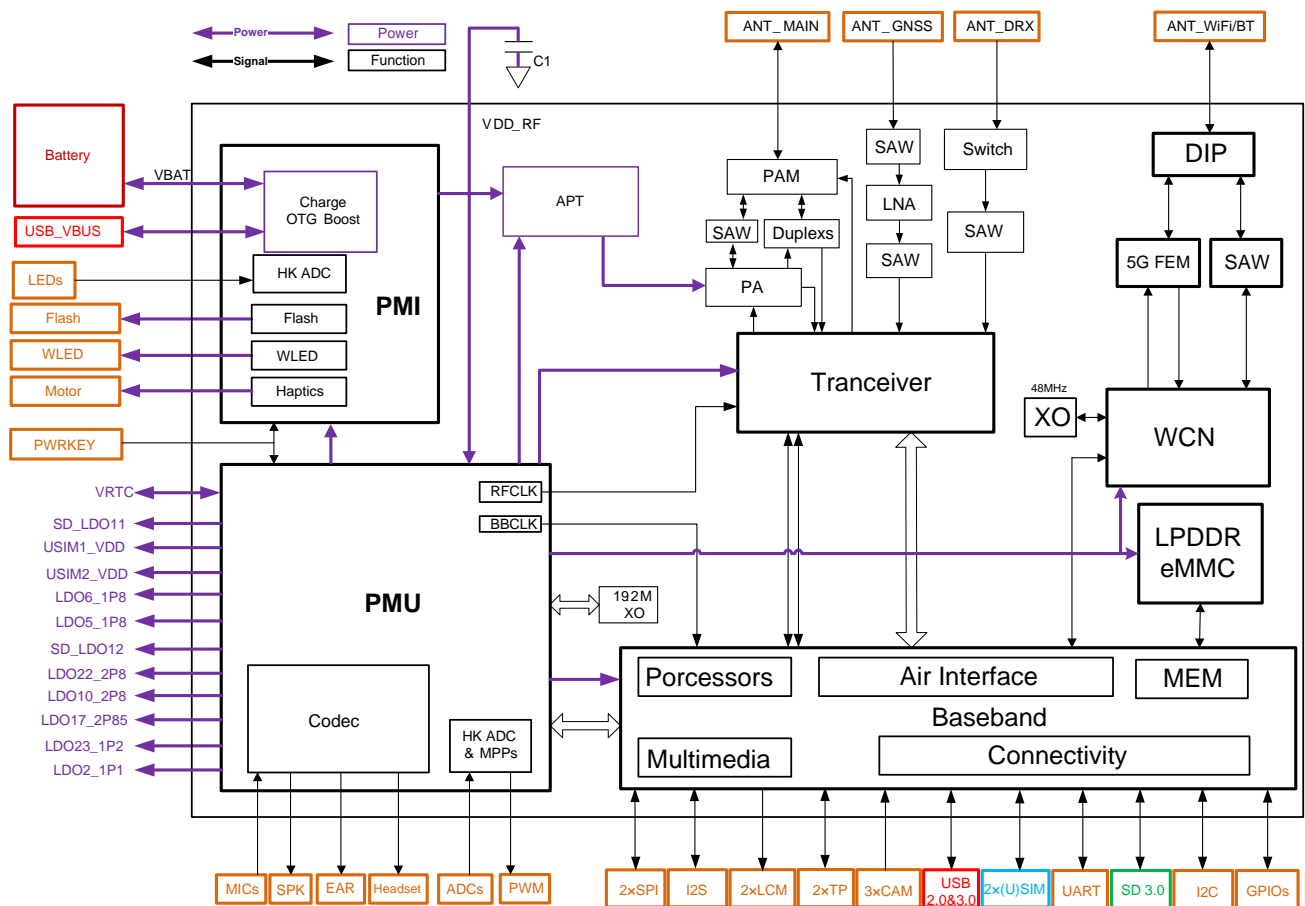 Power
Power
Signal
Function
C1
VDD_RF
ANT_MAIN
ANT_GNSS
ANT_DRX
ANT_WiFi/BT
Battery
VBAT
USB_VBUS
LEDs
Flash
WLED
Motor
PWRKEY
Charge
OTG Boost
HK ADC
PMI
Flash
WLED
Haptics
APT
PAM
SAW
Duplexs
PA
SAW
LNA
SAW
Switch
SAW
DIP
5G FEM
SAW
Tranceiver
48MHz
XO
WCN
LPDDR
eMMC
VRTC
SD_LDO11
USIM1_VDD
USIM2_VDD
LDO6_1P8
LDO5_1P8
SD_LDO12
LDO22_2P8
LDO10_2P8
LDO17_2P85
LDO23_1P2
LDO2_1P1
RFCLK
BBCLK
PMU
192M
XO
Codec
HK ADC
& MPPs
Porcessors
Air Interface
MEM
Baseband
Multimedia
Connectivity
MICs
SPK
EAR
Headset
ADCs
PWM
2×SPI
I2S
2×LCM
2×TP
3×CAM
USB
2.0&3.0
2×(U)SIM
UART
SD 3.0
I2C
GPIOs